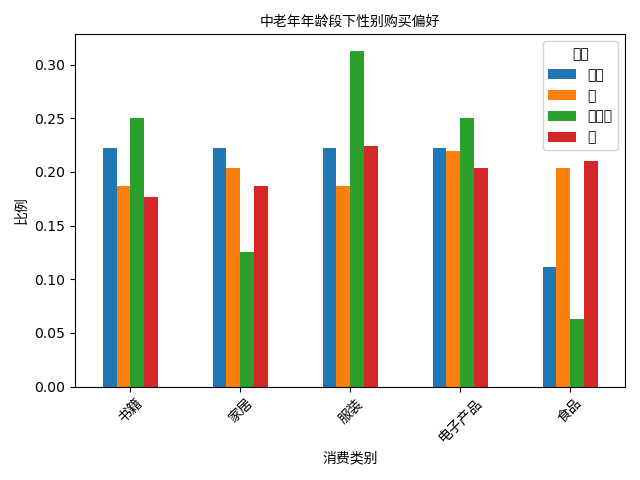 中老年年龄段下性别购买偏好
0.30
0.25
0.20
0.15
0.10
0.05
0.00
比例
书籍
家居
服装
电子产品
食品
消费类别